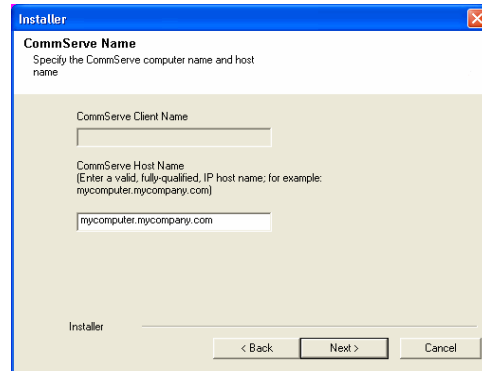 Installer
CommServe Name
Specify the CommServe computer name and host
name
CommServe Client Name
CommServe Host Name
(Enter a valid, fully-qualified, IP host name; for example:
mycomputer.mycompany.com)
mycomputer.mycompany.com
Installer
< Back Next > Cancel